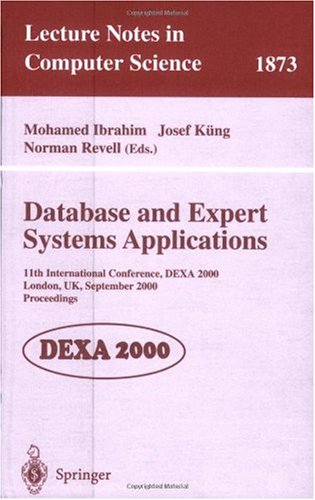 Lecture Notes in
Computer Science 1873
Mohamed Ibrahim Josef Küng
Norman Revell (Eds.)
Database and Expert
Systems Applications
11th International Conference, DEXA 2000
London, UK, September 2000
Proceedings
DEXA 2000
Springer